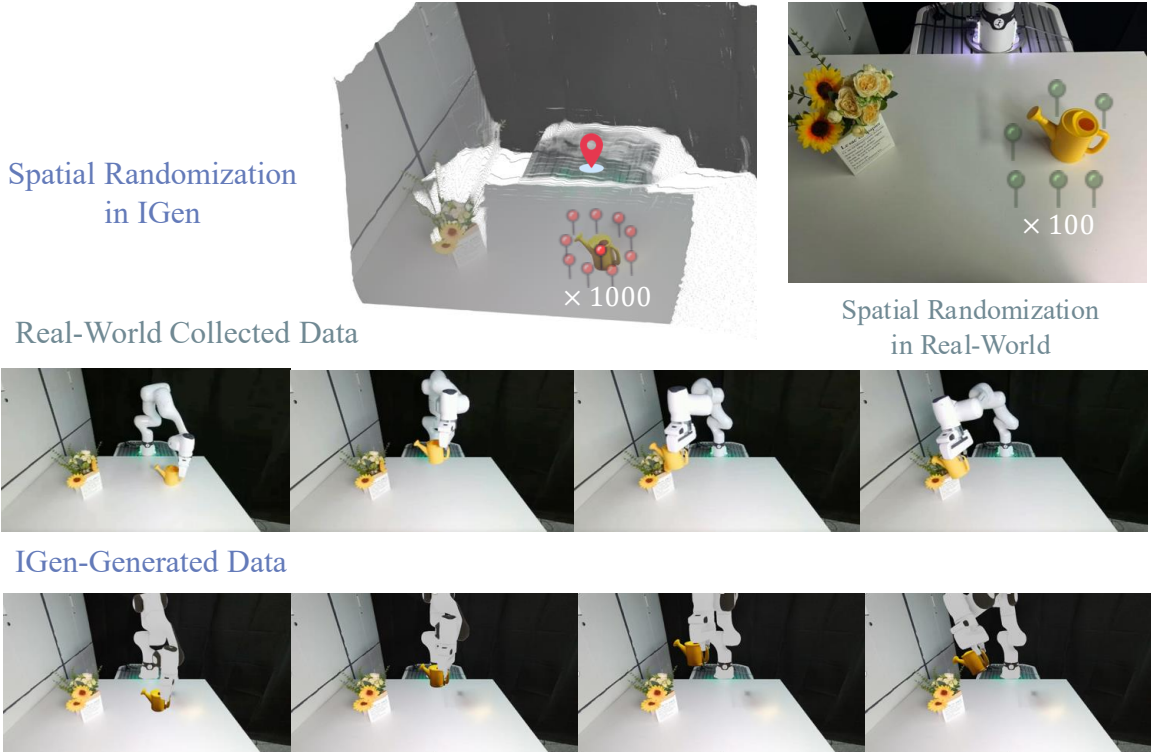 Spatial Randomization
in IGen
× 1000
× 100
Spatial Randomization
in Real-World
Real-World Collected Data
IGen-Generated Data